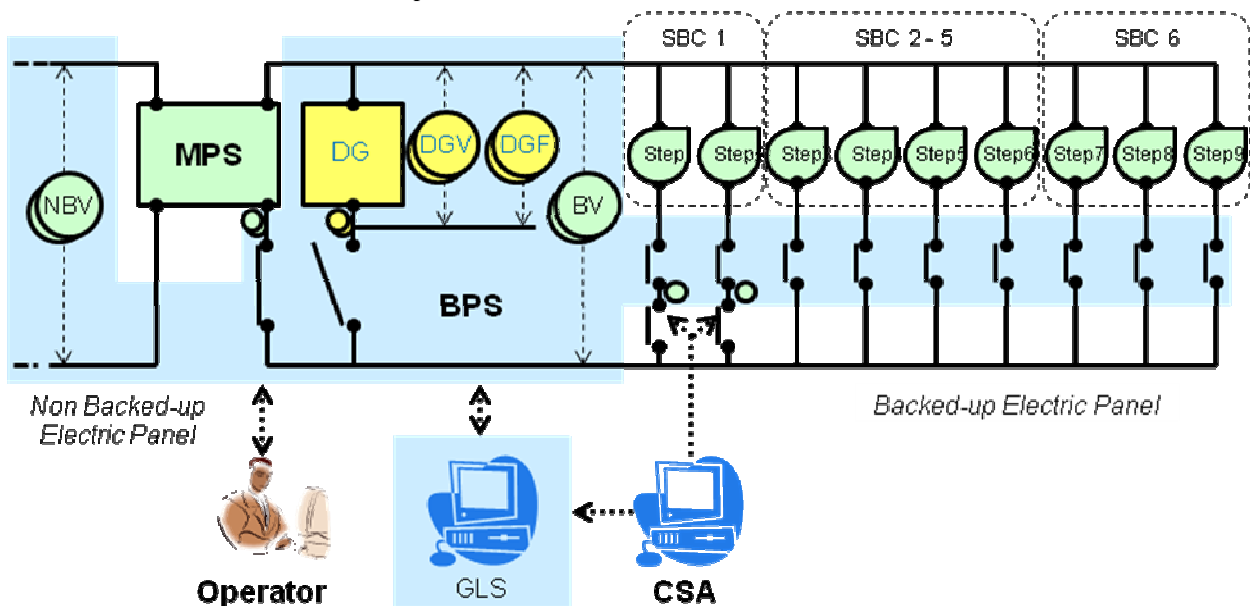 SBC 1
SBC 2 - 5
SBC 6
MPS
DG
DGV
DGF
NBV
BV
Step
Step
Step3
Step
Step5
Step6
Step7
Step8
Step9
BPS
Non Backed-up
Electric Panel
Backed-up Electric Panel
Operator
GLS
CSA